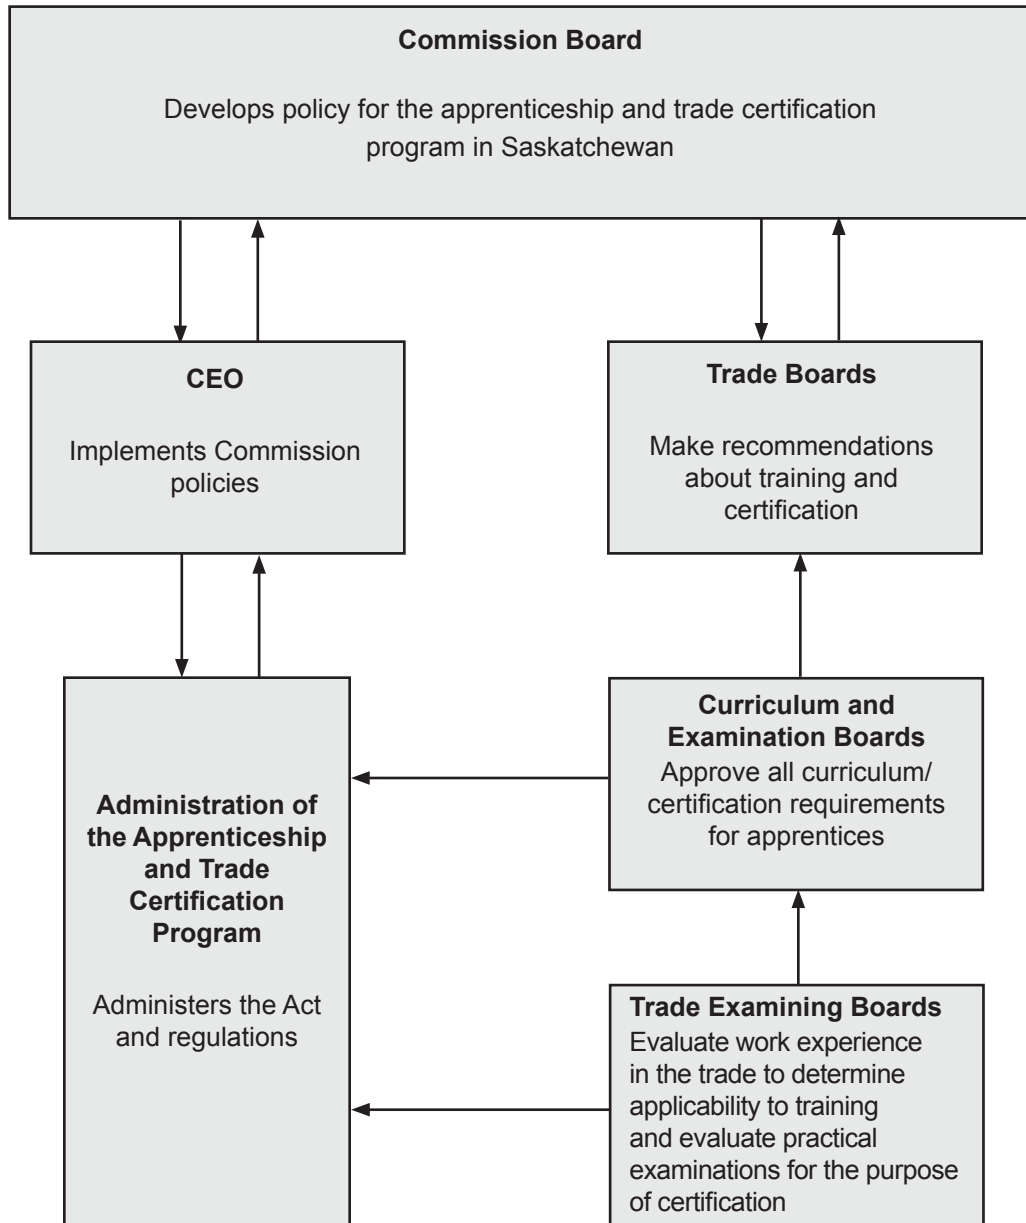 Commission Board
Develops policy for the apprenticeship and trade certification
program in Saskatchewan
CEO
Implements Commission
policies
Trade Boards
Make recommendations
about training and
certification
Administration of
the Apprenticeship
and Trade
Certification
Program
Administers the Act
and regulations
Curriculum and
Examination Boards
Approve all curriculum/
certification requirements
for apprentices
Trade Examining Boards
Evaluate work experience
in the trade to determine
applicability to training
and evaluate practical
examinations for the purpose
of certification